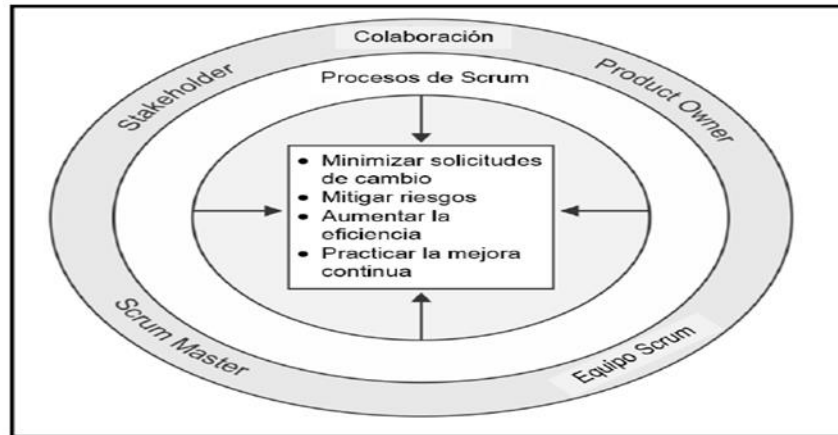 Colaboración
Stakeholder
Product Owner
Procesos de Scrum
• Minimizar solicitudes
de cambio
• Mitigar riesgos
• Aumentar la
eficiencia
• Practicar la mejora
continua
Scrum Master
Equipo Scrum